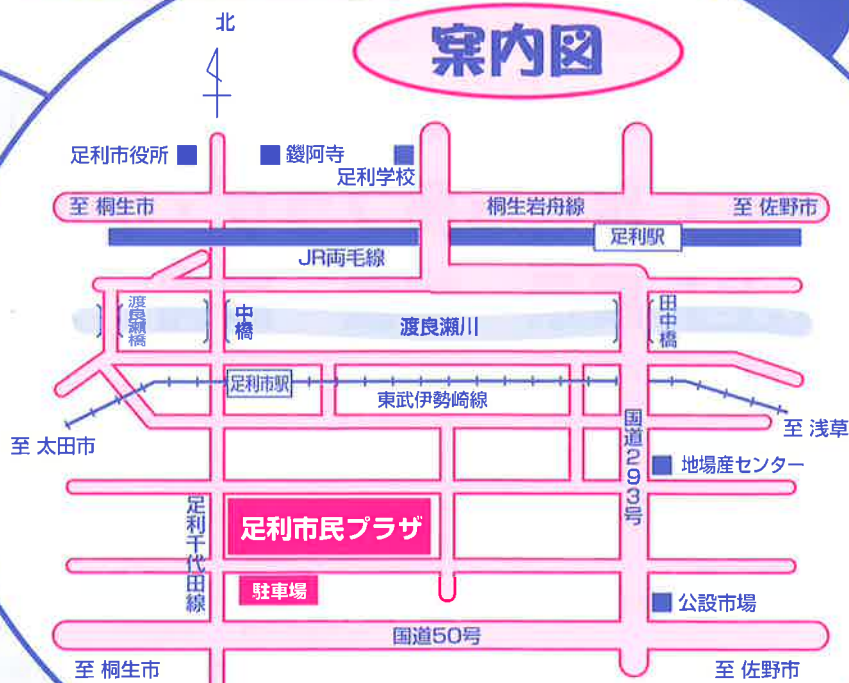 北
案内図
足利市役所
鑁阿寺
足利学校
至 桐生市
桐生岩舟線
至 佐野市
足利駅
JR両毛線
渡良瀬橋
中橋
渡良瀬川
田中橋
足利市駅
東武伊勢崎線
至 太田市
至 浅草
国道293号
地場産センター
足利千代田線
足利市民プラザ
駐車場
公設市場
国道50号
至 桐生市
至 佐野市